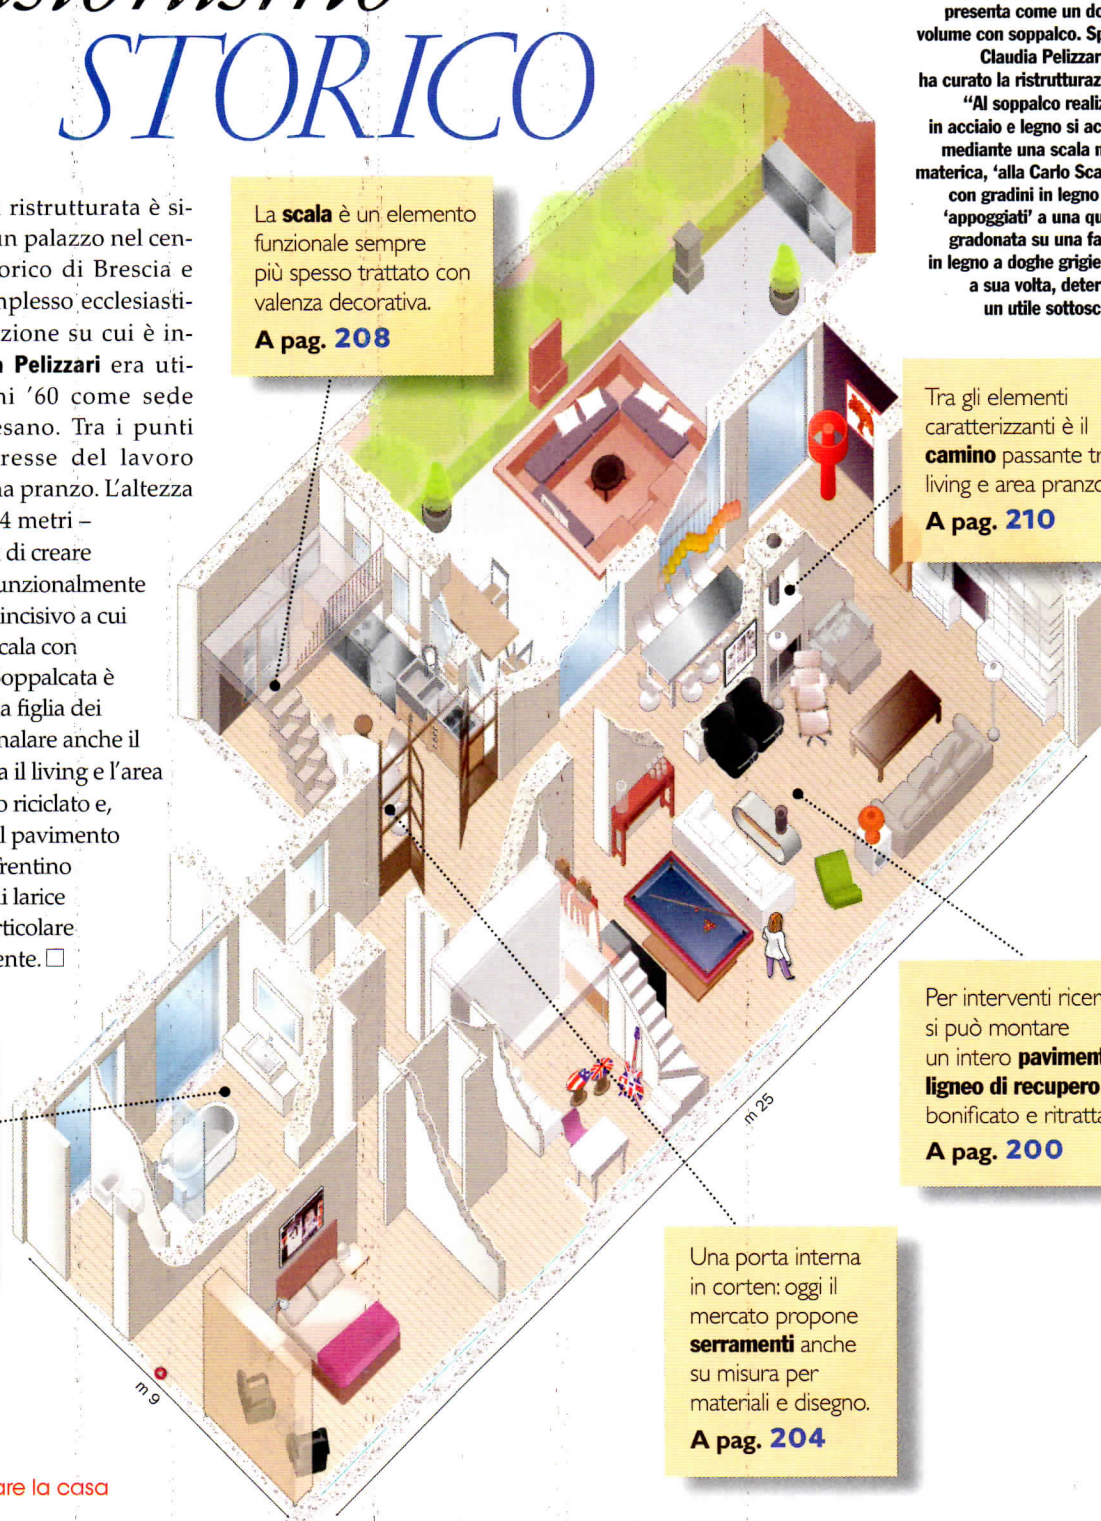 STORICO
ristrutturata è si-
un palazzo nel cen-
orico di Brescia e
mplesso ecclesiasti-
zione su cui è in-
Pelizzari era uti-
ni '60 come sede
esano. Tra i punti
resse del lavoro
na pranzo. L'altezza
4 metri –
di creare
unzionalmente
incisivo a cui
cala con
oppalcata è
a figlia dei
nalare anche il
a il living e l'area
o riciclato e,
l pavimento
Trentino
i larice
rticolare
ente. □
La scala è un elemento
funzionale sempre
più spesso trattato con
valenza decorativa.
A pag. 208
presenta come un do
volume con soppalco. Sp
Claudia Pelizzar
ha curato la ristrutturaz
“Al soppalco realiz
in acciaio e legno si ac
mediante una scala m
materica, ‘alla Carlo Sca
con gradini in legno
‘appoggiati’ a una qu
gradonata su una fa
in legno a doghe grigie
a sua volta, deter
un utile sottosc
Tra gli elementi
caratterizzanti è il
camino passante tr
living e area pranzo
A pag. 210
Per interventi recen
si può montare
un intero paviment
ligneo di recupero
bonificato e ritratta
A pag. 200
Una porta interna
in corten: oggi il
mercato propone
serramenti anche
su misura per
materiali e disegno.
A pag. 204
m 25
m 9
are la casa